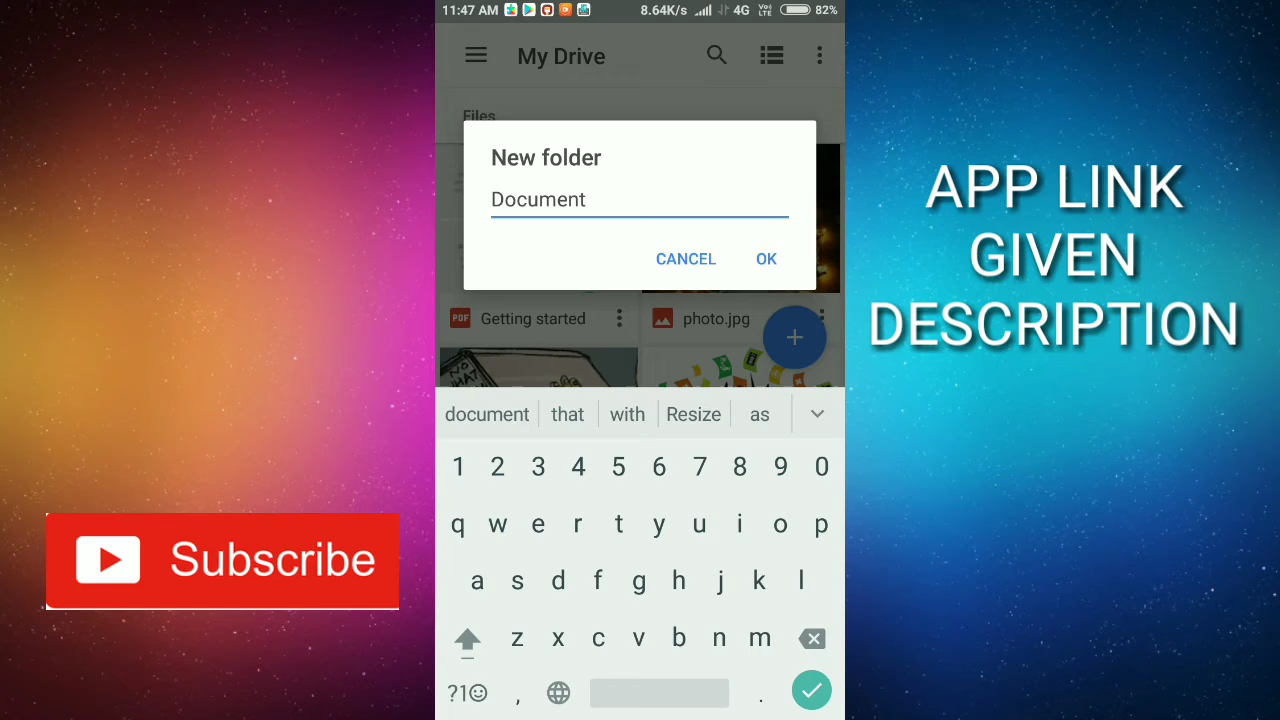 11:47 AM 8.64K/s 4G VoLTE 82%
My Drive
Files
New folder
Document
CANCEL OK
PDF Getting started photo.jpg
document that with Resize as
1 2 3 4 5 6 7 8 9 0
q w e r t y u i o p
a s d f g h j k l
z x c v b n m
?1☺ , .
Subscribe
APP LINK
GIVEN
DESCRIPTION